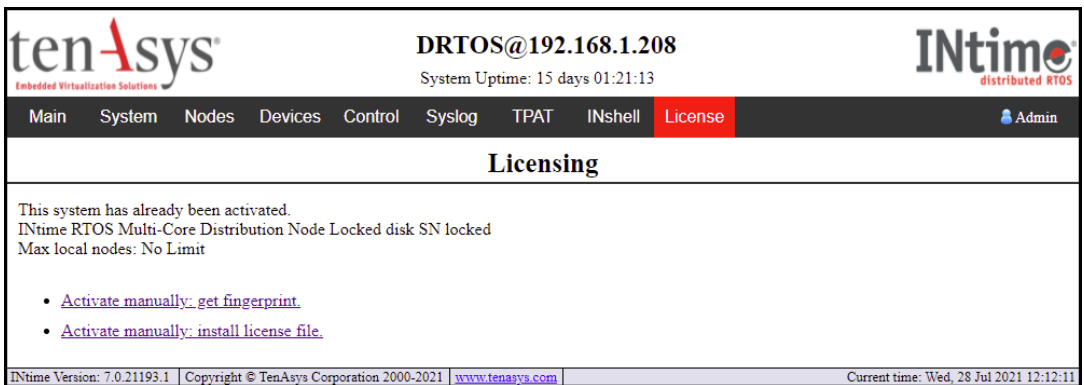 tenAsys
Embedded Virtualization Solutions
DRTOS@192.168.1.208
System Uptime: 15 days 01:21:13
INtime
distributed RTOS
Main System Nodes Devices Control Syslog TPAT INshell License Admin
Licensing
This system has already been activated.
INtime RTOS Multi-Core Distribution Node Locked disk SN locked
Max local nodes: No Limit
• Activate manually: get fingerprint.
• Activate manually: install license file.
INtime Version: 7.0.21193.1 Copyright © TenAsys Corporation 2000-2021 www.tenasys.com Current time: Wed, 28 Jul 2021 12:12:11